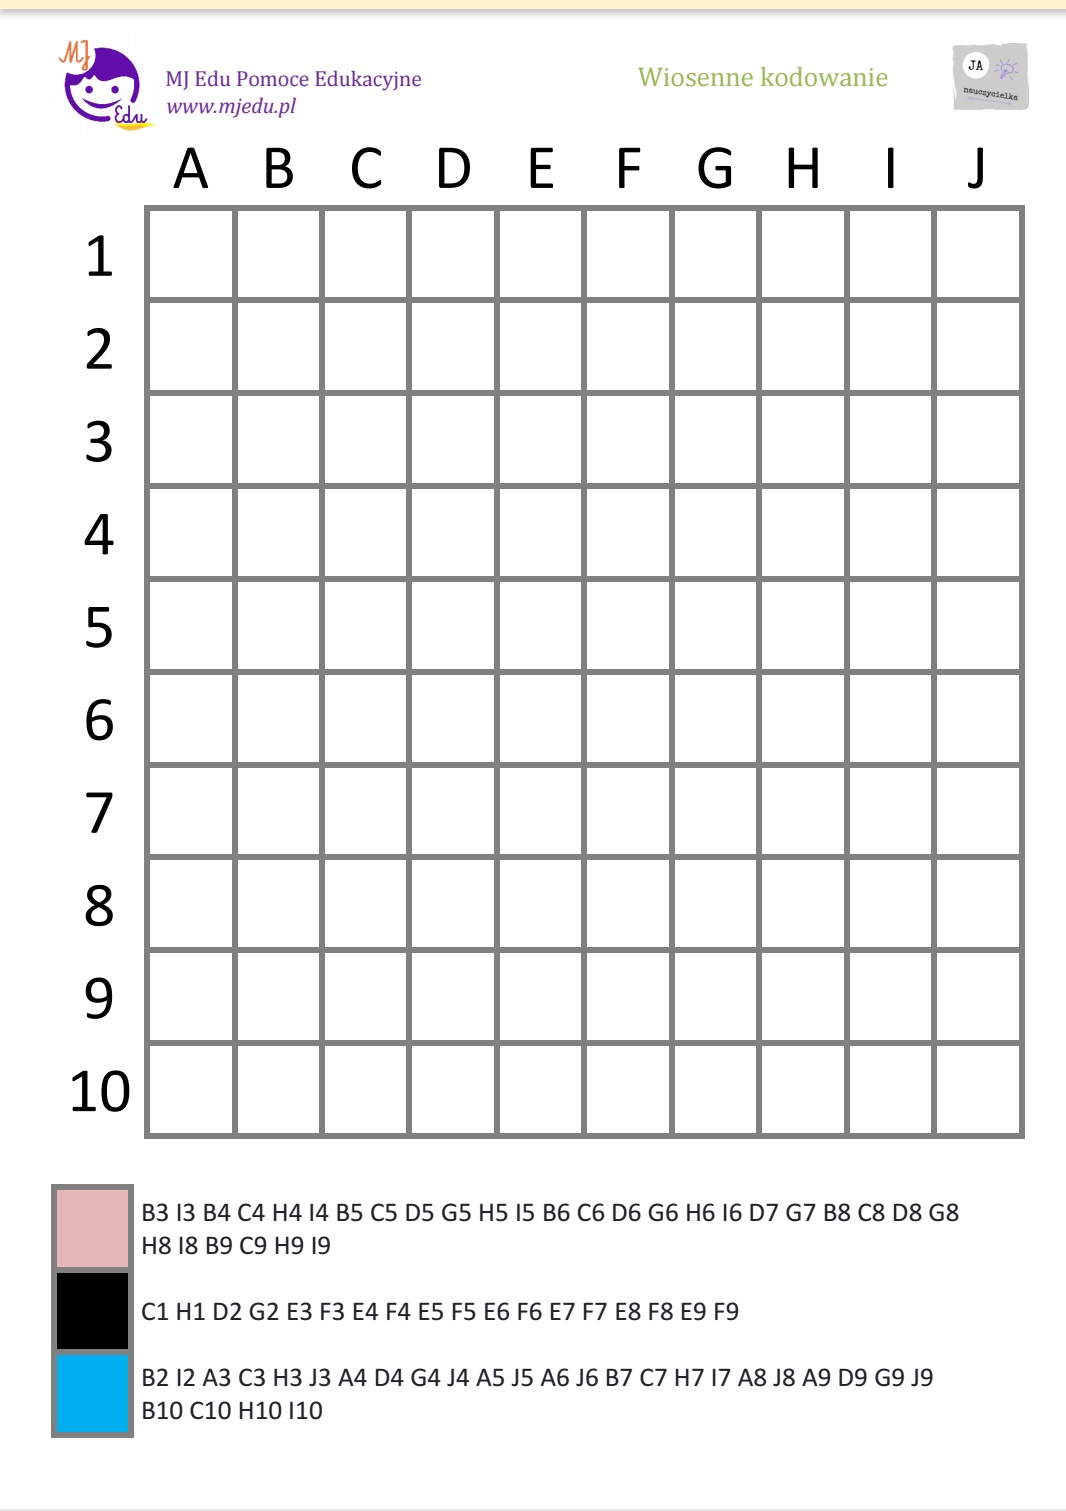 MJ
Edu
MJ Edu Pomoce Edukacyjne
www.mjedu.pl
Wiosenne kodowanie
JA
nauczycielka
A B C D E F G H I J
1
2
3
4
5
6
7
8
9
10
B3 I3 B4 C4 H4 I4 B5 C5 D5 G5 H5 I5 B6 C6 D6 G6 H6 I6 D7 G7 B8 C8 D8 G8
H8 I8 B9 C9 H9 I9
C1 H1 D2 G2 E3 F3 E4 F4 E5 F5 E6 F6 E7 F7 E8 F8 E9 F9
B2 I2 A3 C3 H3 J3 A4 D4 G4 J4 A5 J5 A6 J6 B7 C7 H7 I7 A8 J8 A9 D9 G9 J9
B10 C10 H10 I10